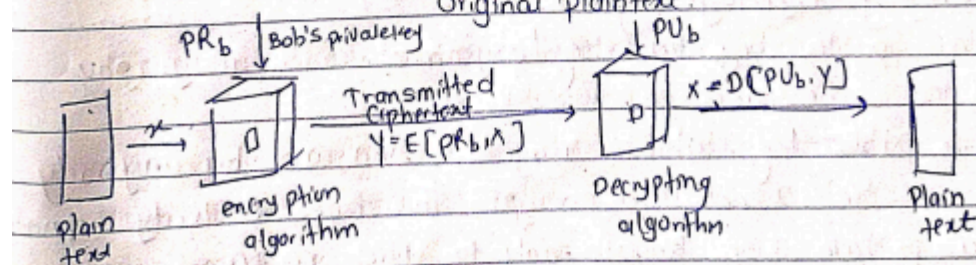 Original plaintext.
PRb Bob's privatekey
PUb
x
Transmitted
Ciphertext
Y=E[PRb,X]
D
X=D[PUb,Y]
plain
text
encryption
algorithm
Decrypting
algorithm
Plain
text